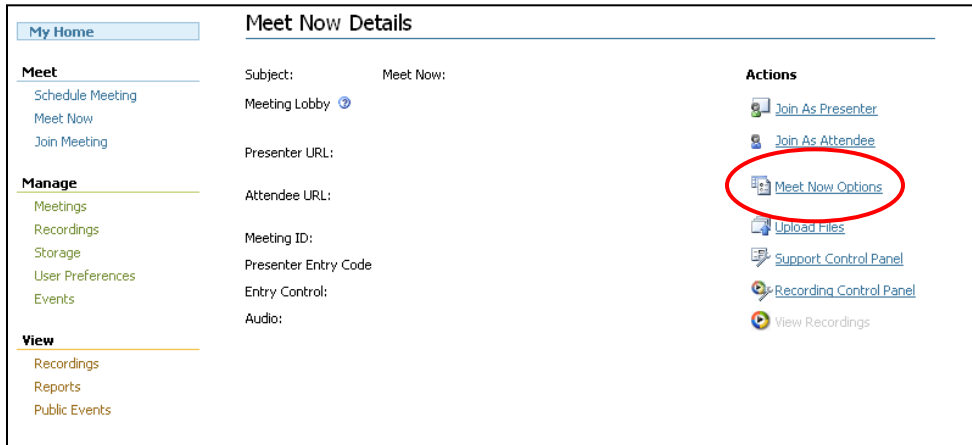 My Home
Meet
Schedule Meeting
Meet Now
Join Meeting
Manage
Meetings
Recordings
Storage
User Preferences
Events
View
Recordings
Reports
Public Events
Meet Now Details
Subject: Meet Now:
Meeting Lobby ?
Presenter URL:
Attendee URL:
Meeting ID:
Presenter Entry Code
Entry Control:
Audio:
Actions
Join As Presenter
Join As Attendee
Meet Now Options
Upload Files
Support Control Panel
Recording Control Panel
View Recordings